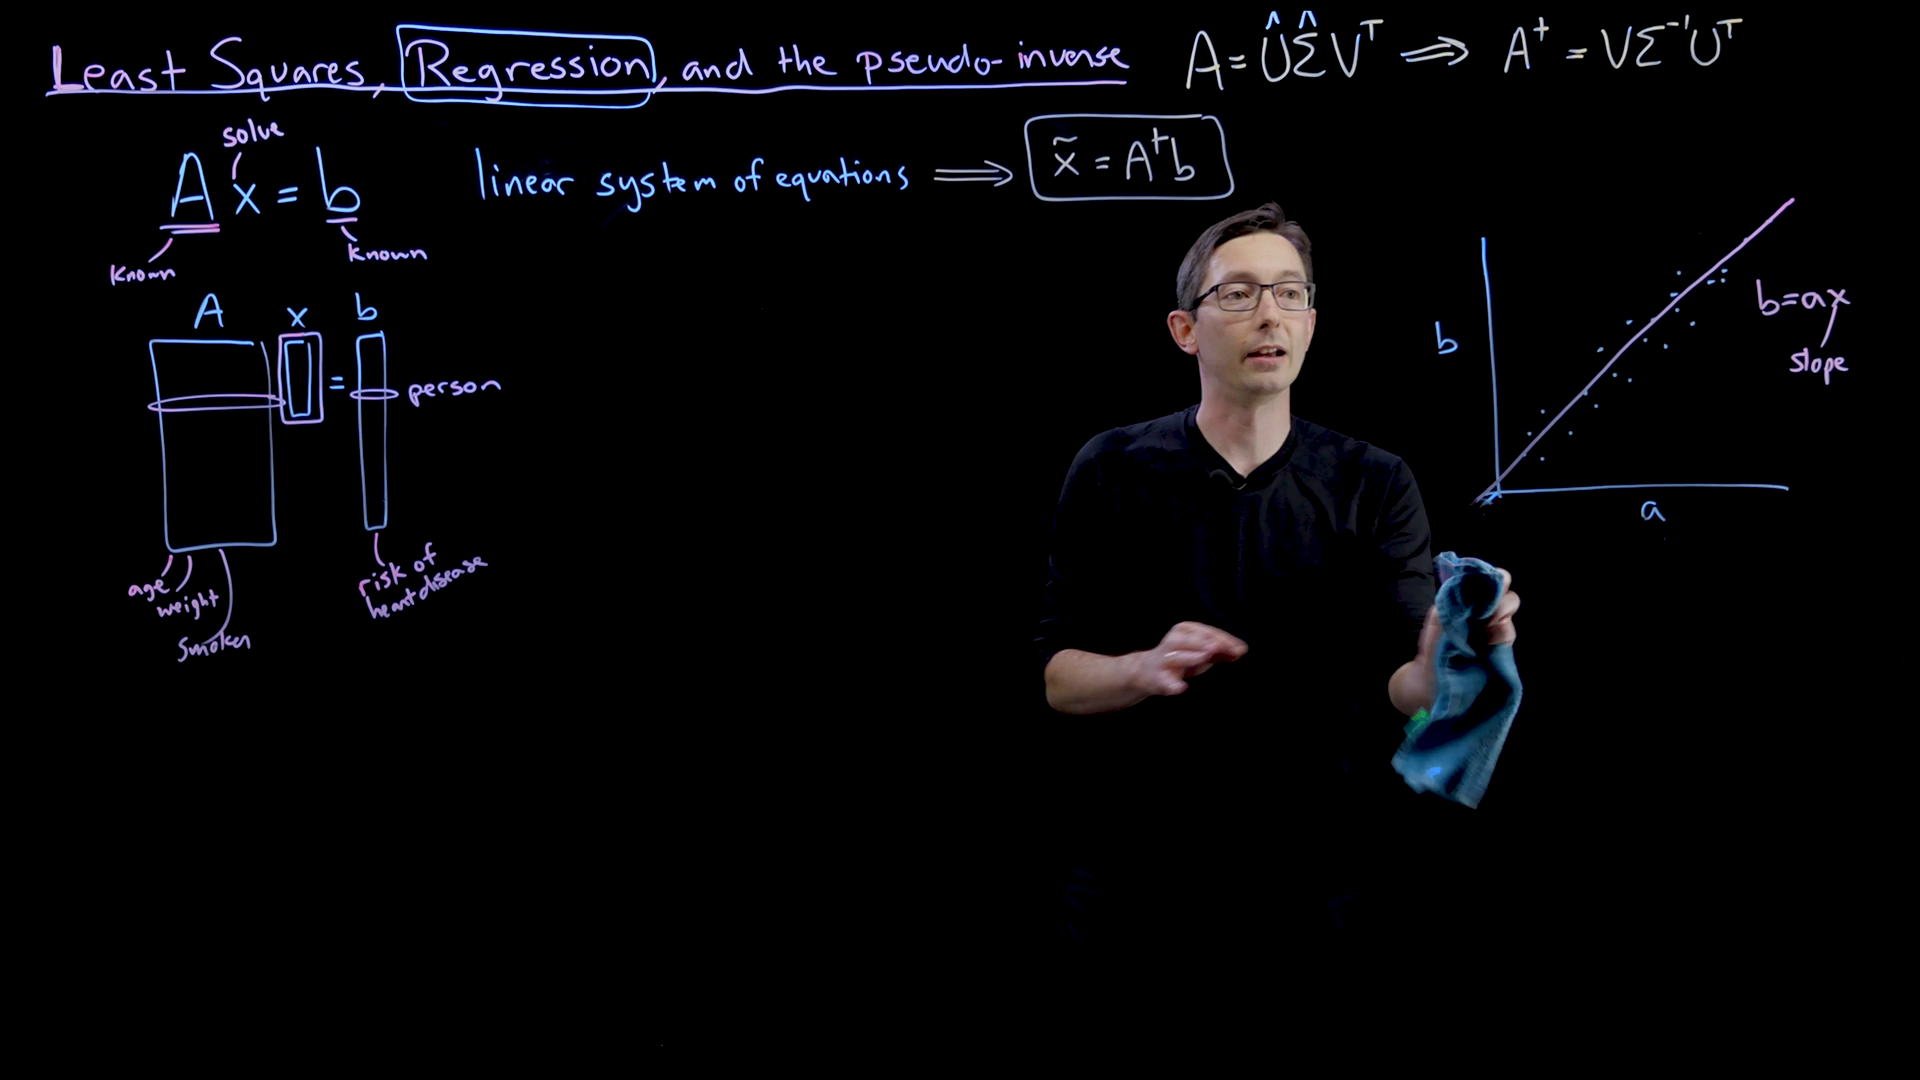 Least Squares, Regression, and the pseudo-inverse
A = ÛΣ̂Vᵀ ⟹ A⁺ = VΣ⁻¹Uᵀ
solve
A x = b
known
known
linear system of equations ⟹ x̃ = A⁺b
A x b
=
person
age
weight
smoker
risk of
heart disease
b
a
b=ax
slope